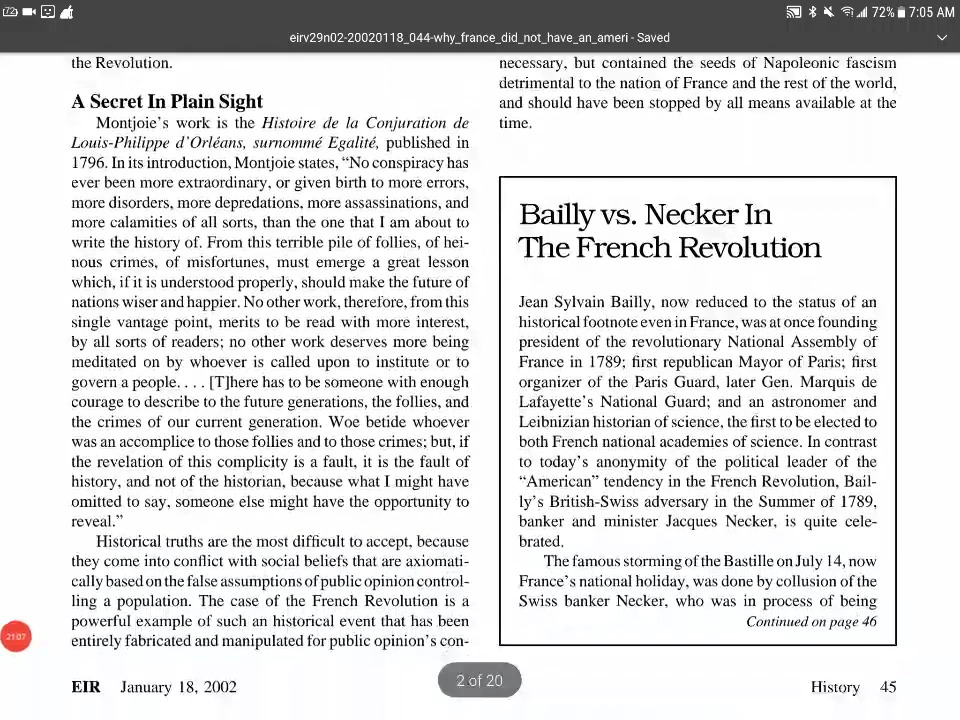 72 72% 7:05 AM
eirv29n02-20020118_044-why_france_did_not_have_an_ameri - Saved
the Revolution.
A Secret In Plain Sight
Montjoie's work is the Histoire de la Conjuration de
Louis-Philippe d'Orléans, surnommé Egalité, published in
1796. In its introduction, Montjoie states, “No conspiracy has
ever been more extraordinary, or given birth to more errors,
more disorders, more depredations, more assassinations, and
more calamities of all sorts, than the one that I am about to
write the history of. From this terrible pile of follies, of hei-
nous crimes, of misfortunes, must emerge a great lesson
which, if it is understood properly, should make the future of
nations wiser and happier. No other work, therefore, from this
single vantage point, merits to be read with more interest,
by all sorts of readers; no other work deserves more being
meditated on by whoever is called upon to institute or to
govern a people. . . . [T]here has to be someone with enough
courage to describe to the future generations, the follies, and
the crimes of our current generation. Woe betide whoever
was an accomplice to those follies and to those crimes; but, if
the revelation of this complicity is a fault, it is the fault of
history, and not of the historian, because what I might have
omitted to say, someone else might have the opportunity to
reveal.”
Historical truths are the most difficult to accept, because
they come into conflict with social beliefs that are axiomati-
cally based on the false assumptions of public opinion control-
ling a population. The case of the French Revolution is a
powerful example of such an historical event that has been
entirely fabricated and manipulated for public opinion's con-
necessary, but contained the seeds of Napoleonic fascism
detrimental to the nation of France and the rest of the world,
and should have been stopped by all means available at the
time.
Bailly vs. Necker In
The French Revolution
Jean Sylvain Bailly, now reduced to the status of an
historical footnote even in France, was at once founding
president of the revolutionary National Assembly of
France in 1789; first republican Mayor of Paris; first
organizer of the Paris Guard, later Gen. Marquis de
Lafayette's National Guard; and an astronomer and
Leibnizian historian of science, the first to be elected to
both French national academies of science. In contrast
to today's anonymity of the political leader of the
“American” tendency in the French Revolution, Bail-
ly's British-Swiss adversary in the Summer of 1789,
banker and minister Jacques Necker, is quite cele-
brated.
The famous storming of the Bastille on July 14, now
France's national holiday, was done by collusion of the
Swiss banker Necker, who was in process of being
Continued on page 46
21:07
EIR January 18, 2002
2 of 20
History 45